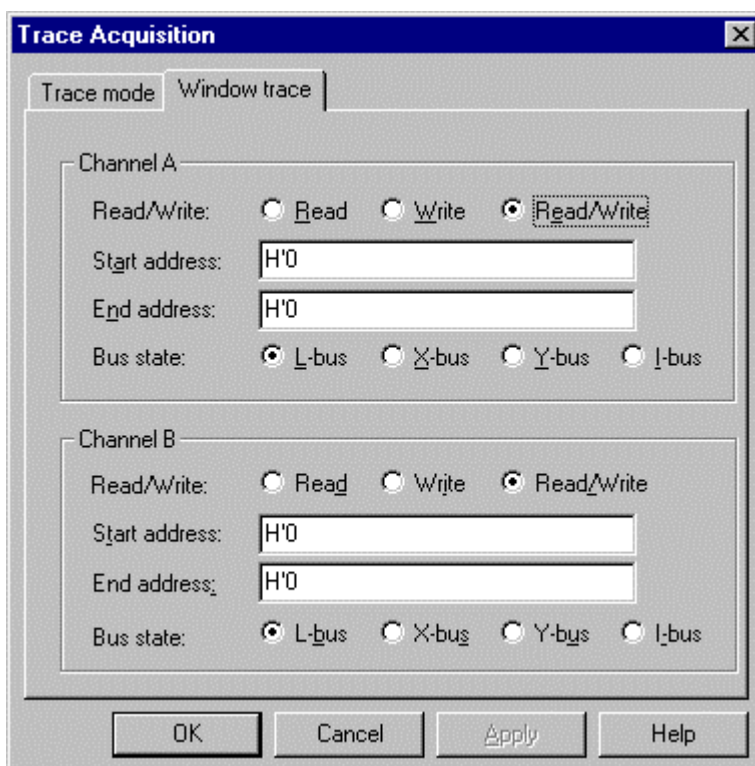 Trace Acquisition
Trace mode Window trace
Channel A
Read/Write: Read Write Read/Write
Start address: H'0
End address: H'0
Bus state: L-bus X-bus Y-bus I-bus
Channel B
Read/Write: Read Write Read/Write
Start address: H'0
End address: H'0
Bus state: L-bus X-bus Y-bus I-bus
OK Cancel Apply Help